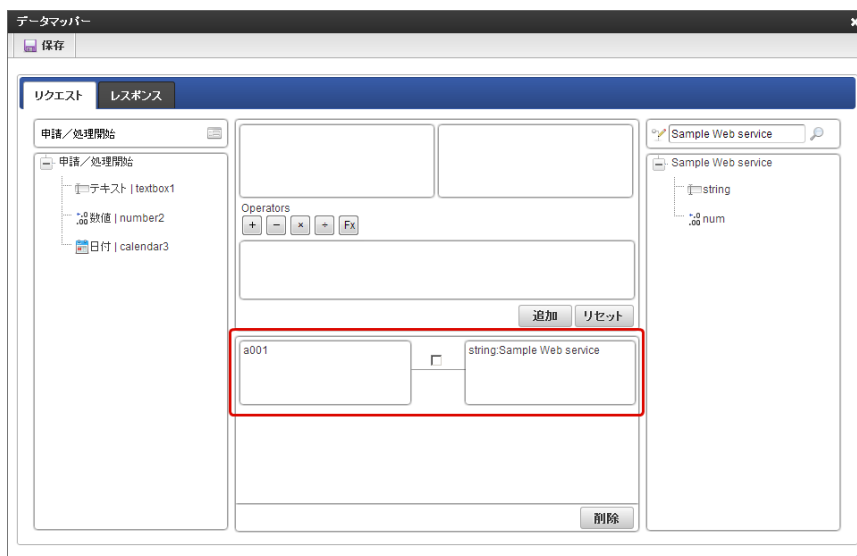 データマッパー
保存
リクエスト レスポンス
申請／処理開始
申請／処理開始
テキスト | textbox1
数値 | number2
日付 | calendar3
Operators
+ − × ÷ Fx
追加 リセット
a001
string:Sample Web service
削除
Sample Web service
Sample Web service
string
num